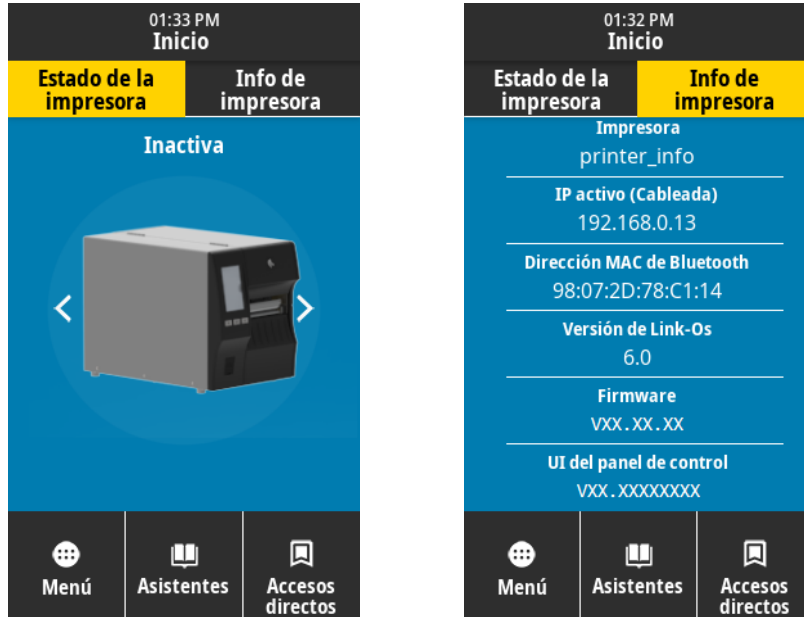 01:33 PM
Inicio
Estado de la
impresora
Info de
impresora
Inactiva
Menú
Asistentes
Accesos
directos
01:32 PM
Inicio
Estado de la
impresora
Info de
impresora
Impresora
printer_info
IP activo (Cableada)
192.168.0.13
Dirección MAC de Bluetooth
98:07:2D:78:C1:14
Versión de Link-Os
6.0
Firmware
VXX.XX.XX
UI del panel de control
VXX.XXXXXXXX
Menú
Asistentes
Accesos
directos